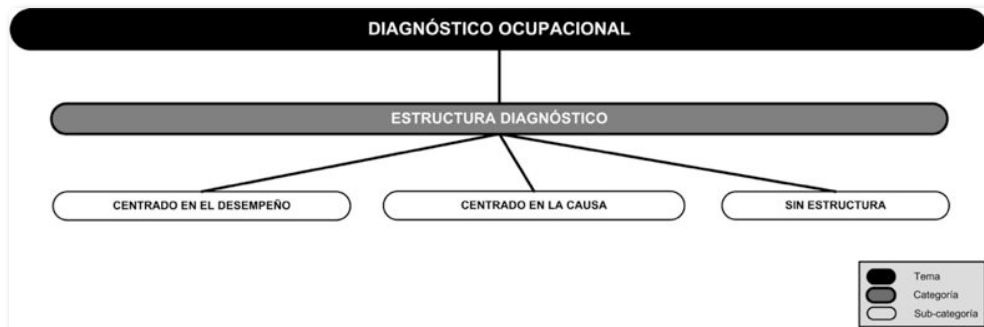 DIAGNÓSTICO OCUPACIONAL
ESTRUCTURA DIAGNÓSTICO
CENTRADO EN EL DESEMPEÑO
CENTRADO EN LA CAUSA
SIN ESTRUCTURA
Tema
Categoría
Sub-categoría